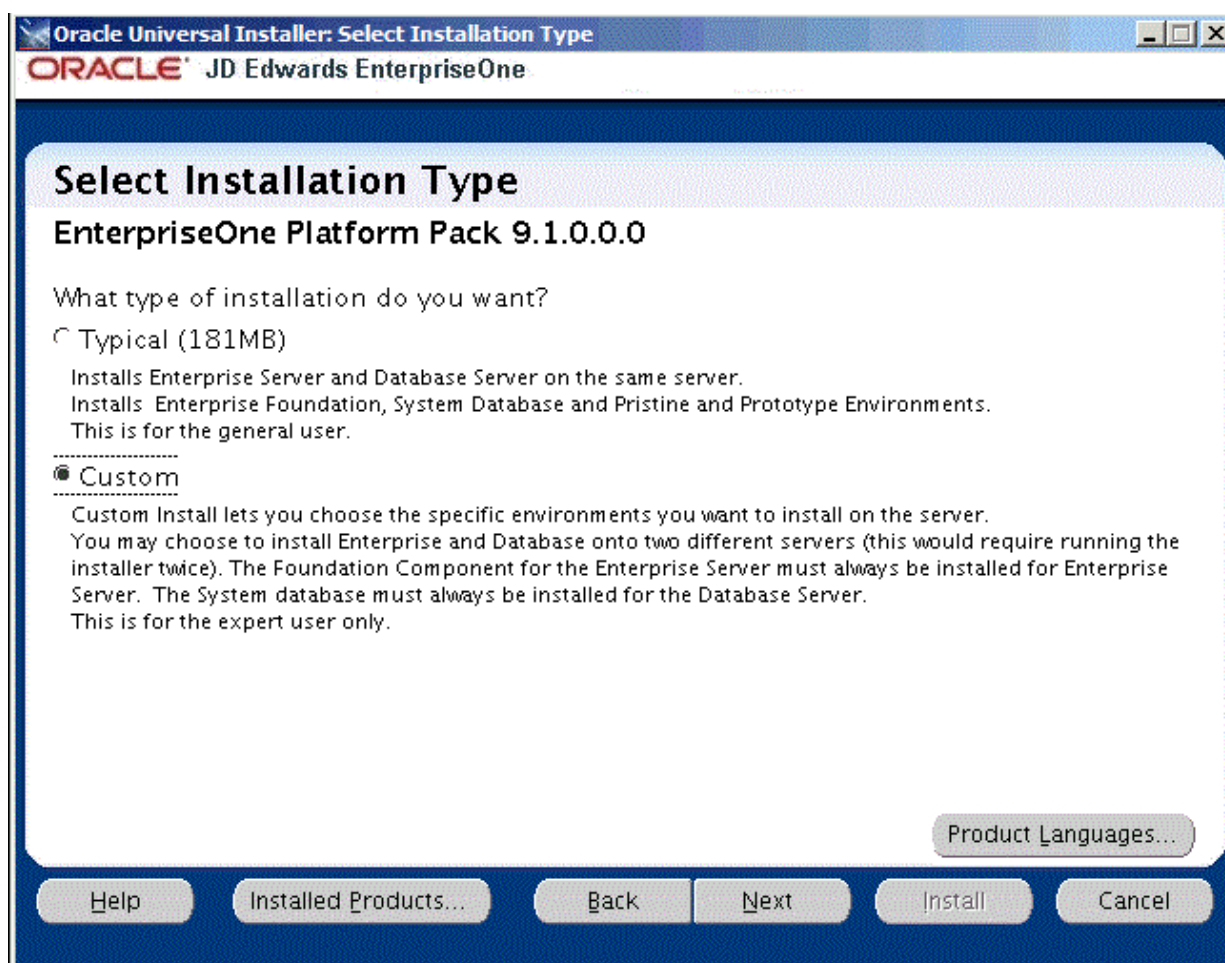 Oracle Universal Installer: Select Installation Type
ORACLE' JD Edwards EnterpriseOne
Select Installation Type
EnterpriseOne Platform Pack 9.1.0.0.0
What type of installation do you want?
Typical (181MB)
Installs Enterprise Server and Database Server on the same server.
Installs Enterprise Foundation, System Database and Pristine and Prototype Environments.
This is for the general user.
Custom
Custom Install lets you choose the specific environments you want to install on the server.
You may choose to install Enterprise and Database onto two different servers (this would require running the
installer twice). The Foundation Component for the Enterprise Server must always be installed for Enterprise
Server. The System database must always be installed for the Database Server.
This is for the expert user only.
Product Languages...
Help Installed Products... Back Next Install Cancel